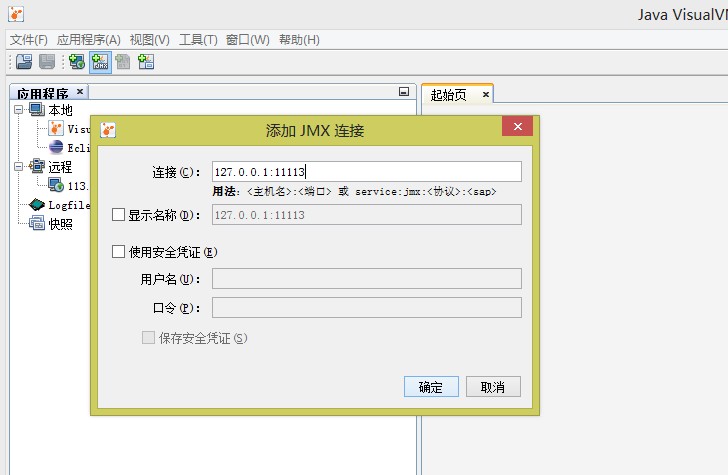 Java VisualVM
文件(F) 应用程序(A) 视图(V) 工具(T) 窗口(W) 帮助(H)
应用程序 ×
起始页 ×
本地
Visu
Ecli
远程
113.
Logfile
快照
添加 JMX 连接
连接(C): 127.0.0.1:11113
用法: <主机名>:<端口> 或 service:jmx:<协议>:<sap>
显示名称(D): 127.0.0.1:11113
使用安全凭证(E)
用户名(U):
口令(P):
保存安全凭证(S)
确定 取消